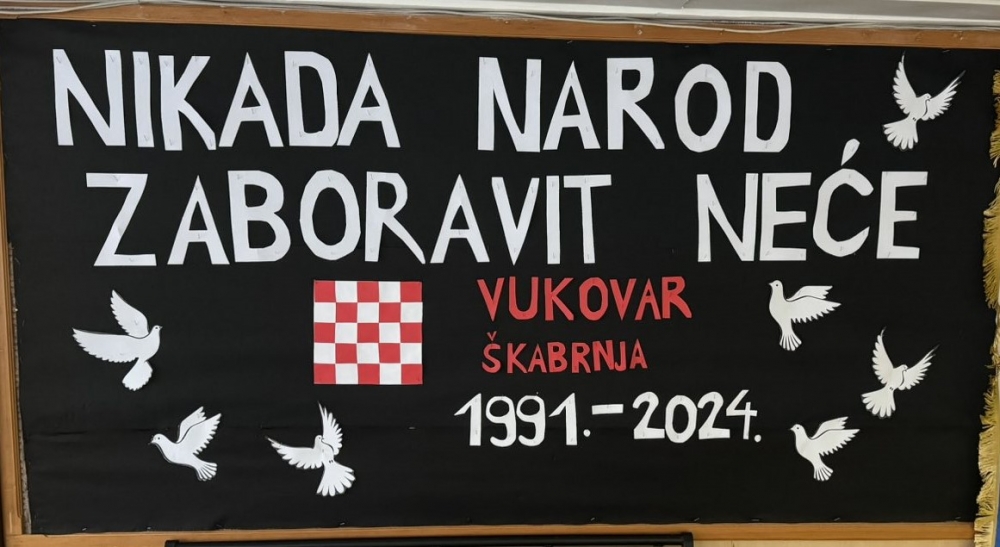 NIKADA NAROD
ZABORAVIT NEĆE
VUKOVAR
ŠKABRNJA
1991.-2024.